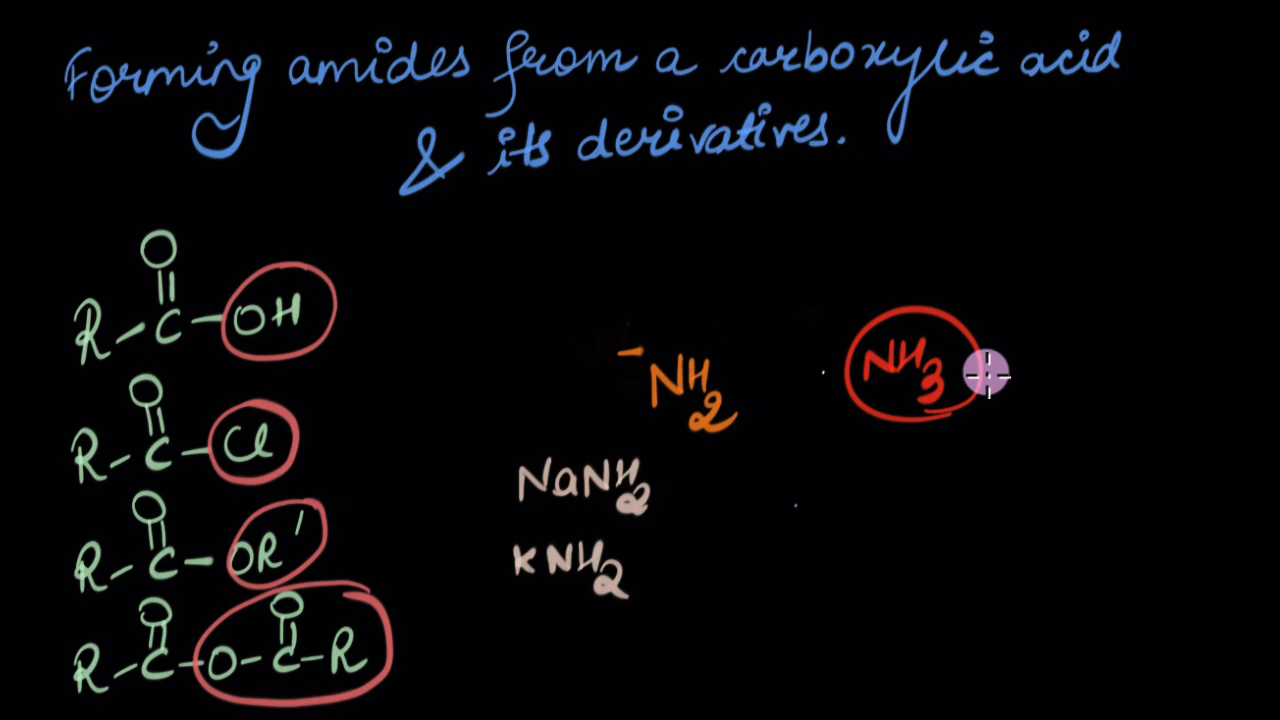 Forming amides from a carboxylic acid
& its derivatives.
O
R-C-OH
-NH2
NH3
O
R-C-Cl
NaNH2
O
R-C-OR'
KNH2
O O
R-C-O-C-R